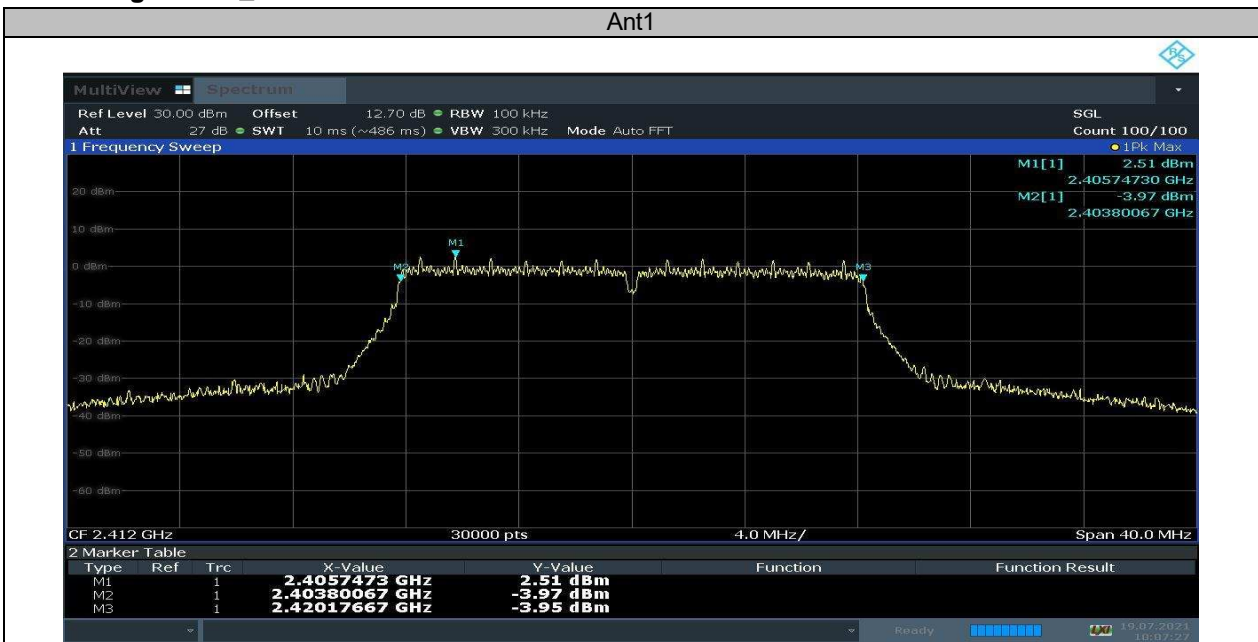 Ant1
R&S
MultiView Spectrum
Ref Level 30.00 dBm Offset 12.70 dB RBW 100 kHz SGL
Att 27 dB SWT 10 ms (~486 ms) VBW 300 kHz Mode Auto FFT Count 100/100
1 Frequency Sweep 1Pk Max
M1[1] 2.51 dBm
2.40574730 GHz
20 dBm
M2[1] -3.97 dBm
2.40380067 GHz
10 dBm
M1
0 dBm
M2 M3
-10 dBm
-20 dBm
-30 dBm
-40 dBm
-50 dBm
-60 dBm
CF 2.412 GHz 30000 pts 4.0 MHz/ Span 40.0 MHz
2 Marker Table
Type Ref Trc X-Value Y-Value Function Function Result
M1 1 2.4057473 GHz 2.51 dBm
M2 1 2.40380067 GHz -3.97 dBm
M3 1 2.42017667 GHz -3.95 dBm
Ready LXI 19.07.2021
10:07:27